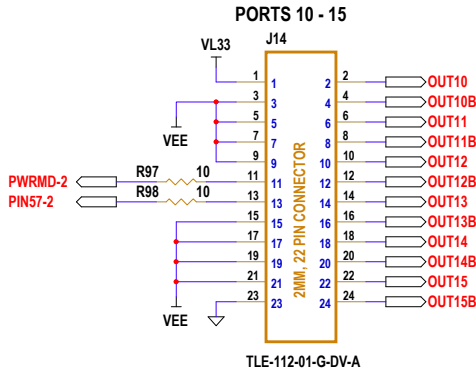 PORTS 10 - 15
J14
VL33
1 1 2 2 OUT10
3 3 4 4 OUT10B
5 5 6 6 OUT11
VEE 7 7 8 8 OUT11B
9 9 10 10 OUT12
PWRMD-2 R97 10 11 11 12 12 OUT12B
PIN57-2 R98 10 13 13 14 14 OUT13
15 15 16 16 OUT13B
17 17 18 18 OUT14
19 19 20 20 OUT14B
21 21 22 22 OUT15
23 23 24 24 OUT15B
VEE
2MM, 22 PIN CONNECTOR
TLE-112-01-G-DV-A